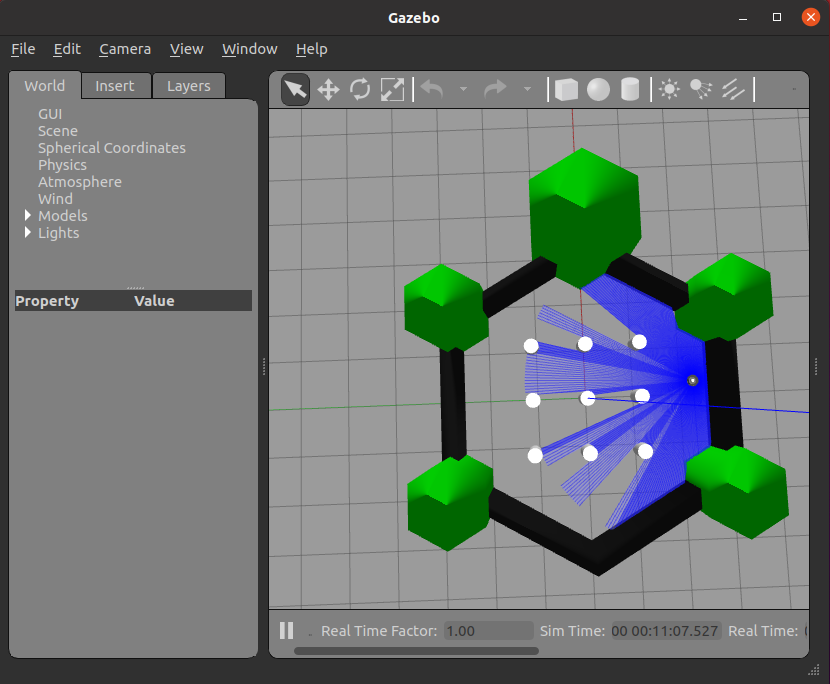 Gazebo
File Edit Camera View Window Help
World Insert Layers
GUI
Scene
Spherical Coordinates
Physics
Atmosphere
Wind
Models
Lights
Property Value
Real Time Factor: 1.00 Sim Time: 00 00:11:07.527 Real Time: